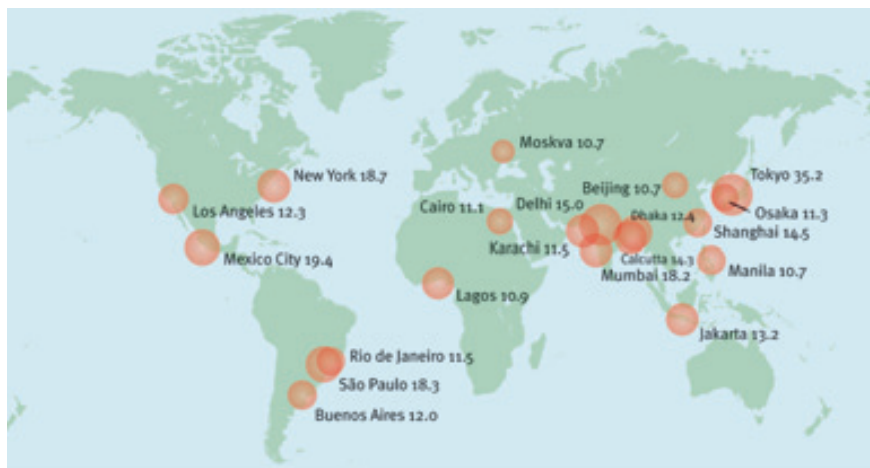 Moskva 10.7
New York 18.7
Tokyo 35.2
Beijing 10.7
Los Angeles 12.3
Cairo 11.1
Delhi 15.0
Dhaka 12.4
Osaka 11.3
Shanghai 14.5
Karachi 11.5
Mexico City 19.4
Calcutta 14.3
Mumbai 18.2
Manila 10.7
Lagos 10.9
Jakarta 13.2
Rio de Janeiro 11.5
São Paulo 18.3
Buenos Aires 12.0